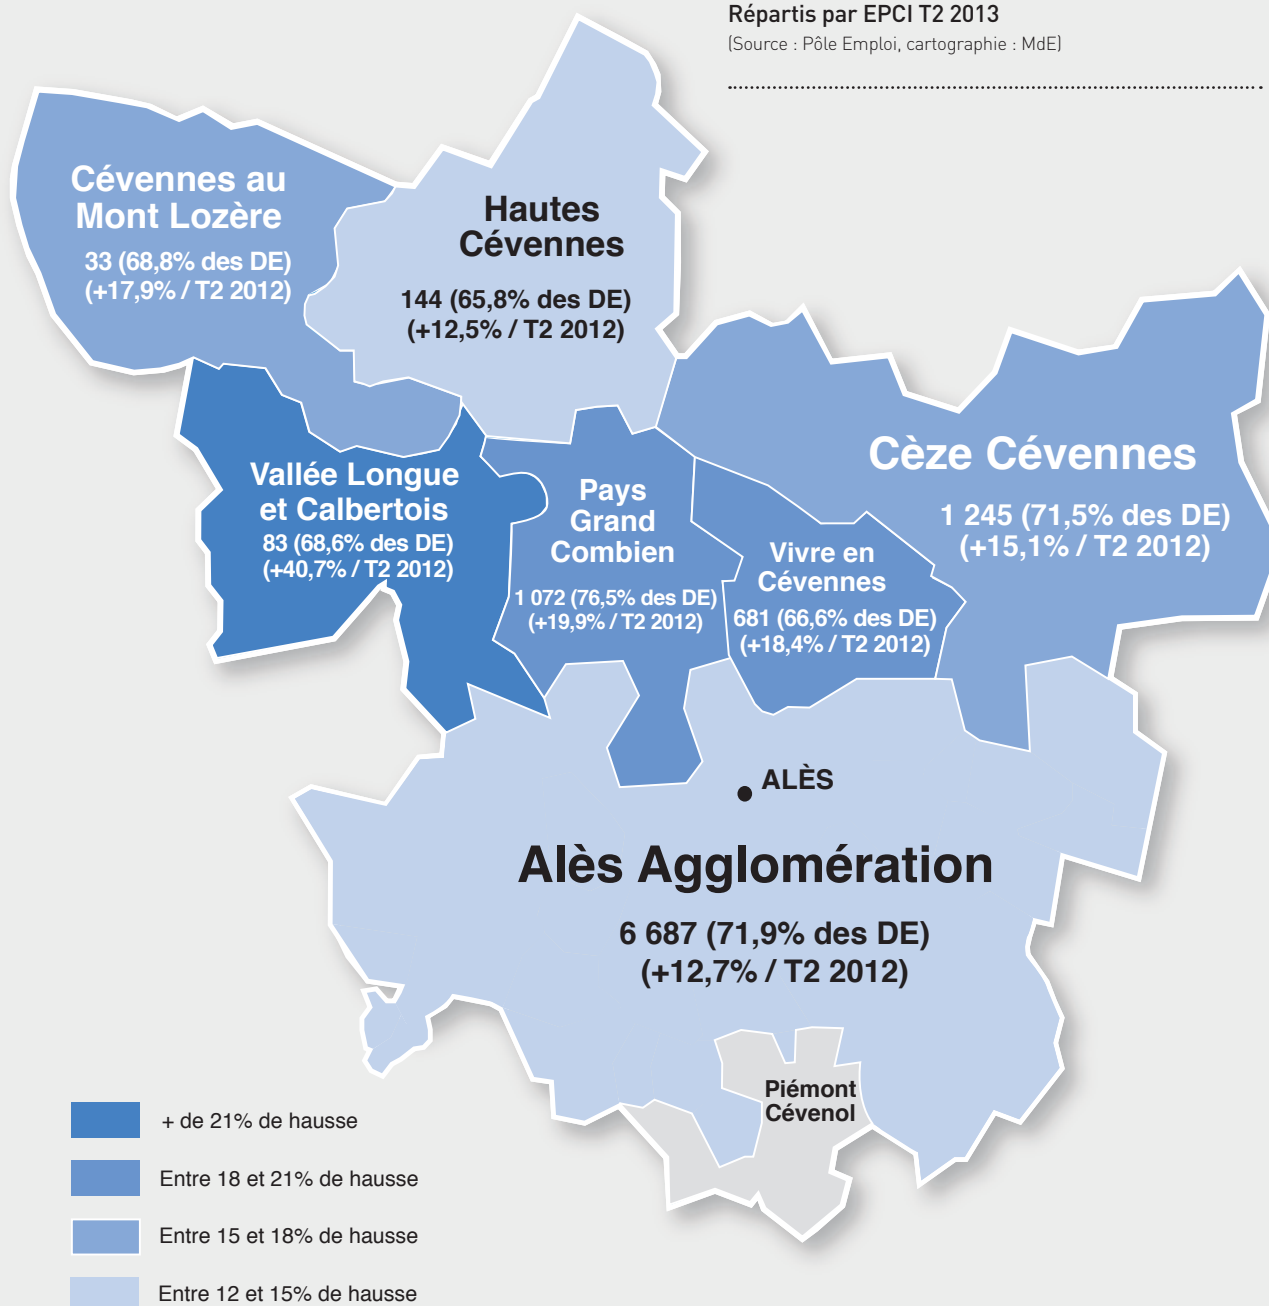 Répartis par EPCI T2 2013
(Source : Pôle Emploi, cartographie : MdE)
Cévennes au
Mont Lozère
33 (68,8% des DE)
(+17,9% / T2 2012)
Hautes
Cévennes
144 (65,8% des DE)
(+12,5% / T2 2012)
Cèze Cévennes
1 245 (71,5% des DE)
(+15,1% / T2 2012)
Vallée Longue
et Calbertois
83 (68,6% des DE)
(+40,7% / T2 2012)
Pays
Grand
Combien
1 072 (76,5% des DE)
(+19,9% / T2 2012)
Vivre en
Cévennes
681 (66,6% des DE)
(+18,4% / T2 2012)
ALÈS
Alès Agglomération
6 687 (71,9% des DE)
(+12,7% / T2 2012)
Piémont
Cévenol
+ de 21% de hausse
Entre 18 et 21% de hausse
Entre 15 et 18% de hausse
Entre 12 et 15% de hausse